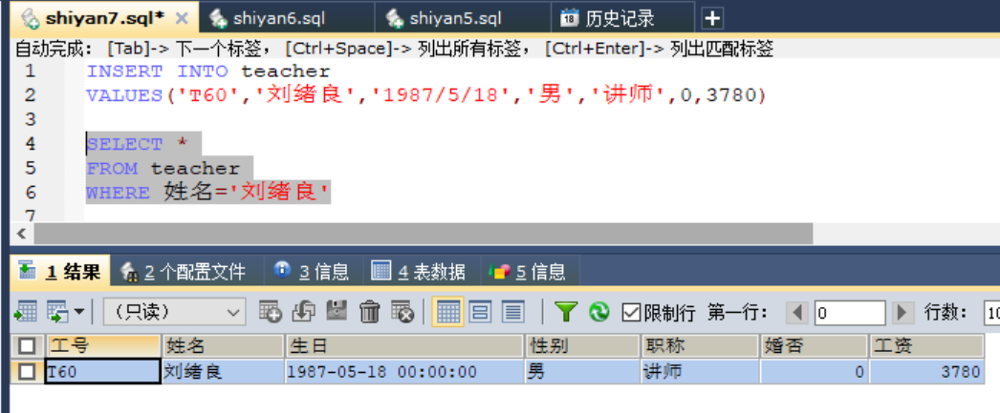 shiyan7.sql* shiyan6.sql shiyan5.sql 18 历史记录
自动完成: [Tab]-> 下一个标签, [Ctrl+Space]-> 列出所有标签, [Ctrl+Enter]-> 列出匹配标签
1 INSERT INTO teacher
2 VALUES('T60','刘绪良','1987/5/18','男','讲师',0,3780)
3
4 SELECT *
5 FROM teacher
6 WHERE 姓名='刘绪良'
7
1 结果 2 个配置文件 3 信息 4 表数据 5 信息
(只读) 限制行 第一行: 0 行数: 10
工号 姓名 生日 性别 职称 婚否 工资
T60 刘绪良 1987-05-18 00:00:00 男 讲师 0 3780